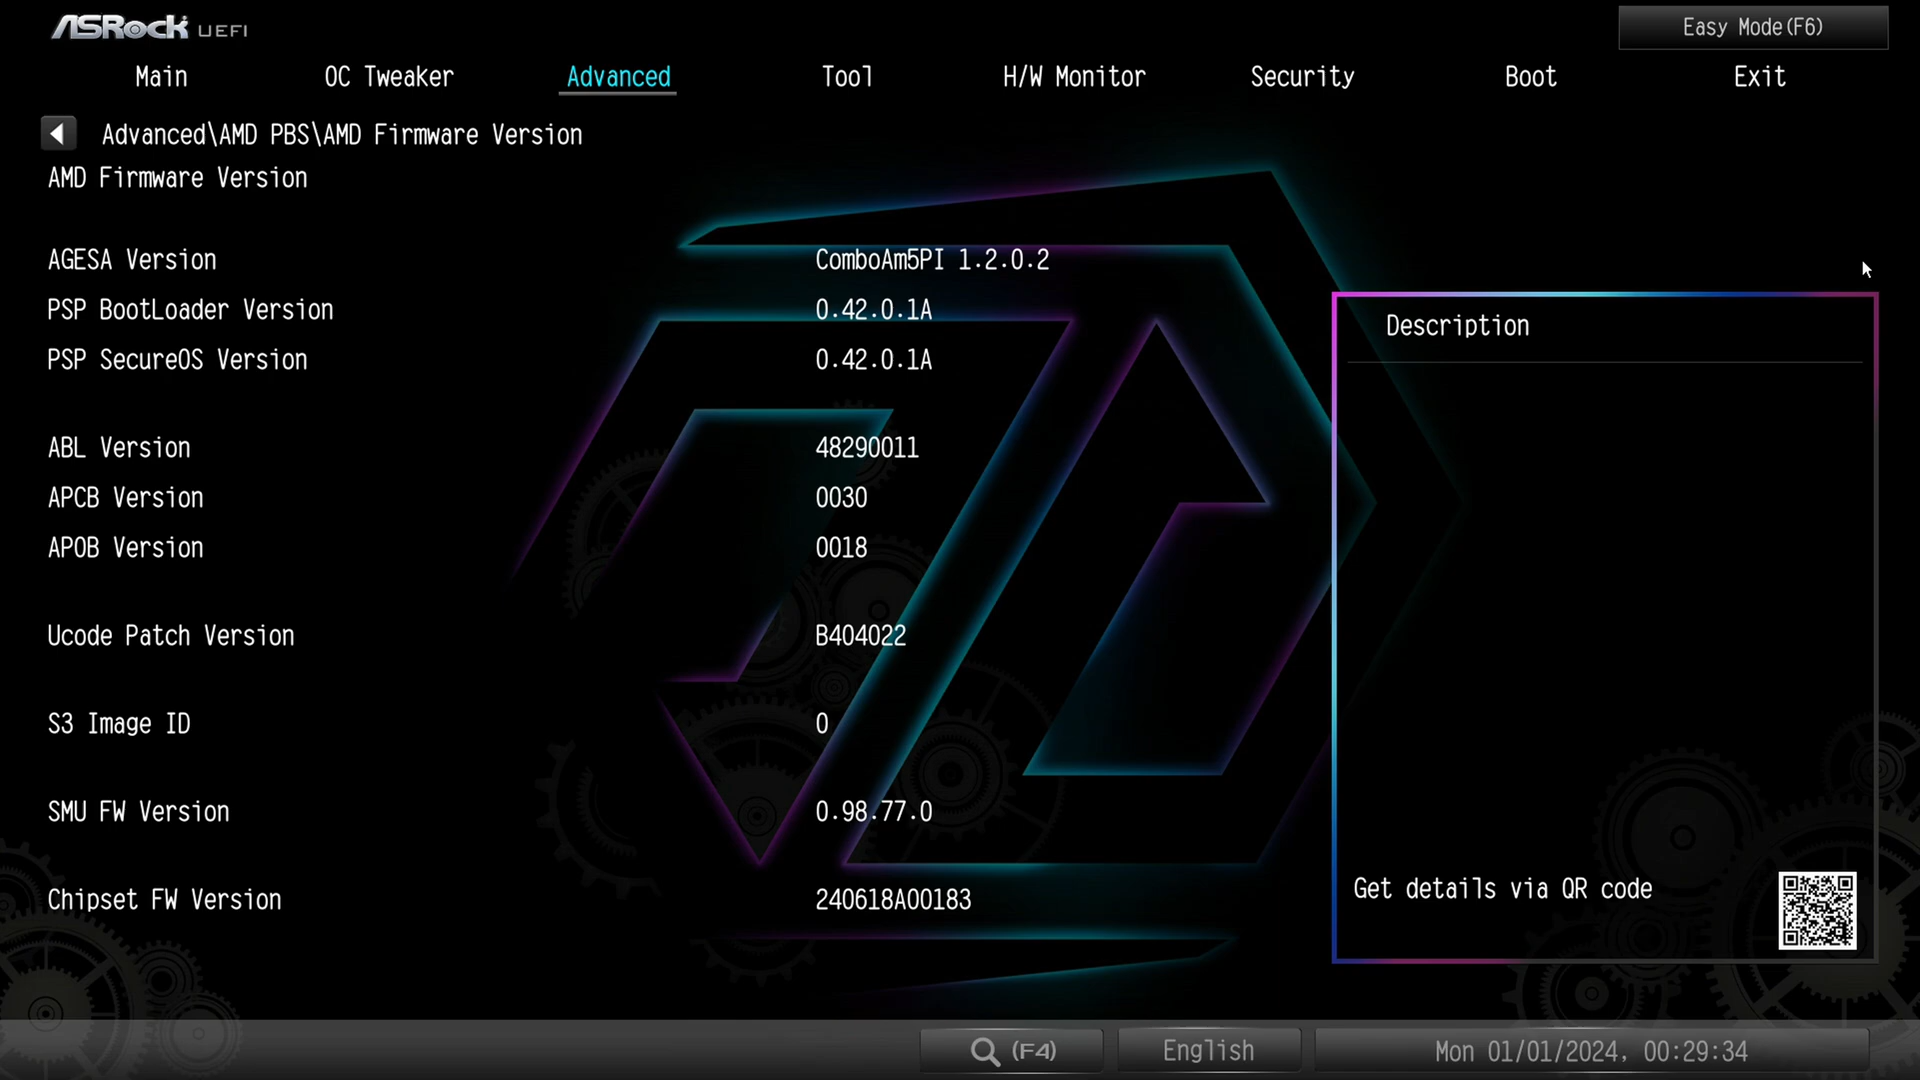 ASRock UEFI
Easy Mode(F6)
Main OC Tweaker Advanced Tool H/W Monitor Security Boot Exit
Advanced\AMD PBS\AMD Firmware Version
AMD Firmware Version
AGESA Version ComboAm5PI 1.2.0.2
PSP BootLoader Version 0.42.0.1A
PSP SecureOS Version 0.42.0.1A
ABL Version 48290011
APCB Version 0030
APOB Version 0018
Ucode Patch Version B404022
S3 Image ID 0
SMU FW Version 0.98.77.0
Chipset FW Version 240618A00183
Description
Get details via QR code
(F4) English Mon 01/01/2024, 00:29:34